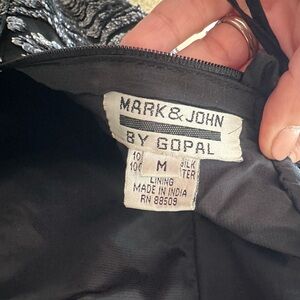 MARK & JOHN
BY GOPAL
M
LINING
MADE IN INDIA
RN 88509